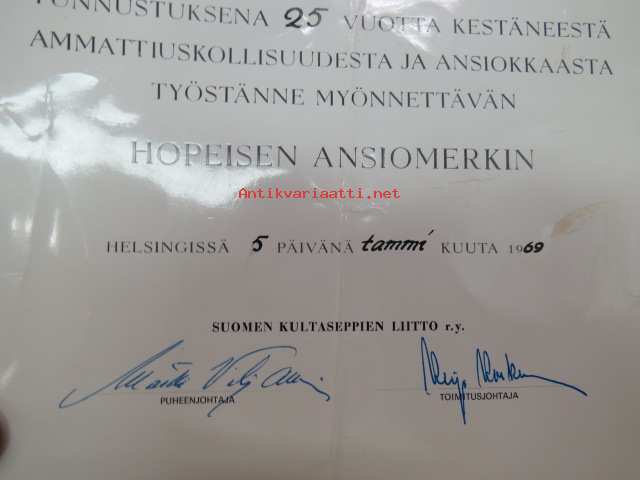 TUNNUSTUKSENA 25 VUOTTA KESTÄNEESTÄ
AMMATTIUSKOLLISUUDESTA JA ANSIOKKAASTA
TYÖSTÄNNE MYÖNNETTÄVÄN
HOPEISEN ANSIOMERKIN
Antikvariaatti.net
HELSINGISSÄ 5 PÄIVÄNÄ tammi KUUTA 1969
SUOMEN KULTASEPPIEN LIITTO r.y.
PUHEENJOHTAJA TOIMITUSJOHTAJA